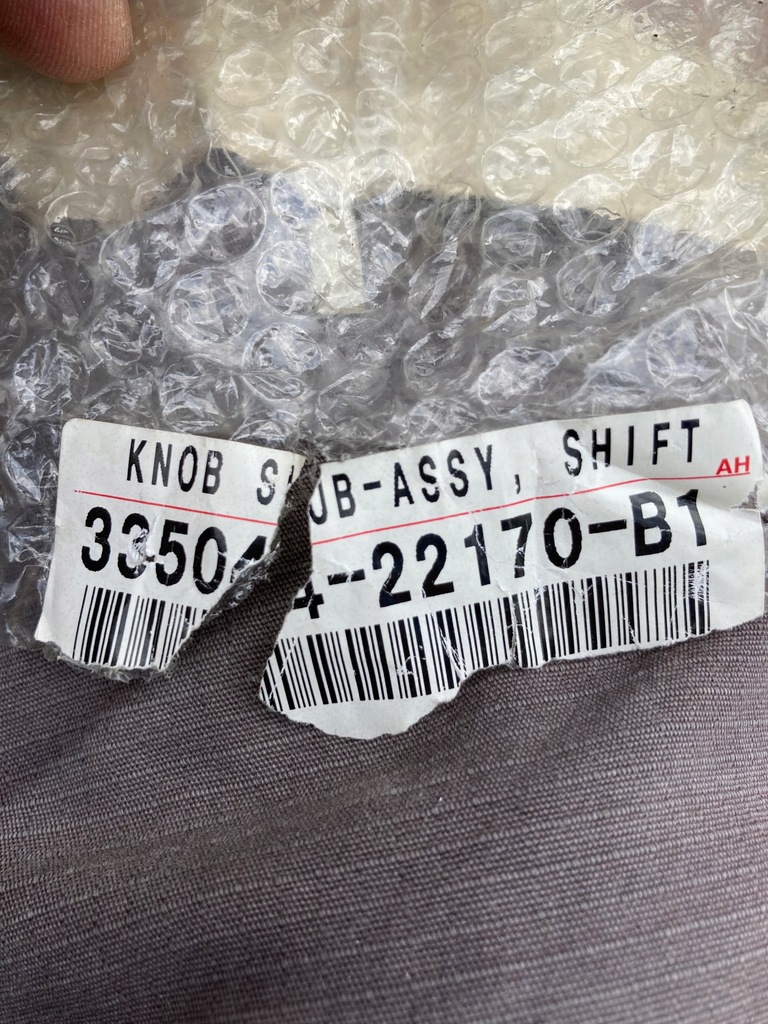 KNOB SUB-ASSY, SHIFT
AH
33504-22170-B1